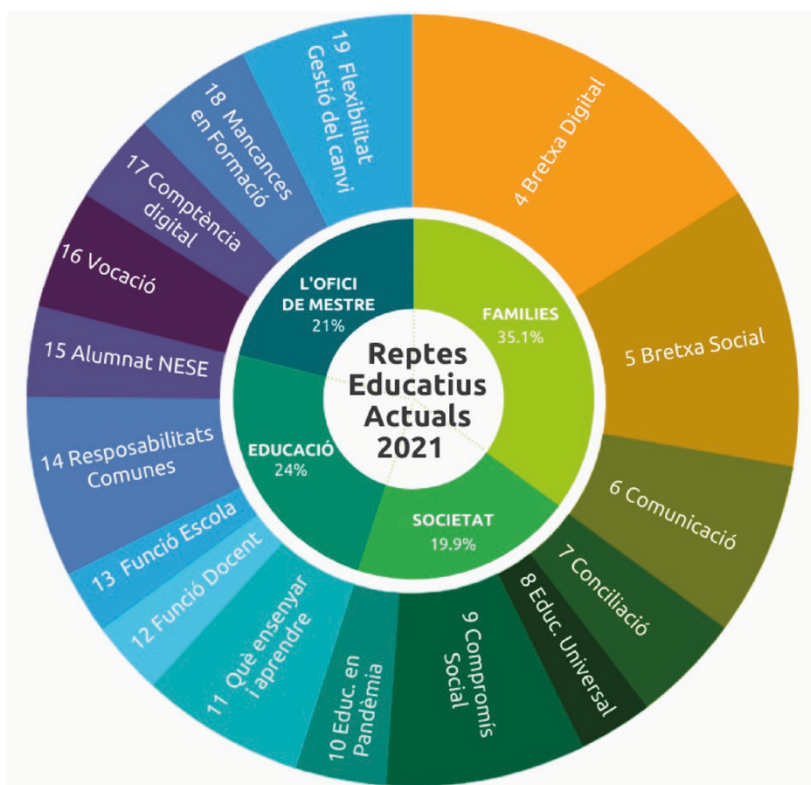 Reptes
Educatius
Actuals
2021
FAMILIES
35.1%
SOCIETAT
19.9%
EDUCACIÓ
24%
L'OFICI
DE MESTRE
21%
4 Bretxa Digital
5 Bretxa Social
6 Comunicació
7 Conciliació
8 Educ. Universal
9 Compromís
Social
10 Educ. en
Pandèmia
11 Què ensenyar
i aprendre
12 Funció Docent
13 Funció Escola
14 Resposabilitats
Comunes
15 Alumnat NESE
16 Vocació
17 Comptència
digital
18 Mancances
en Formació
19 Flexibilitat
Gestió del canvi